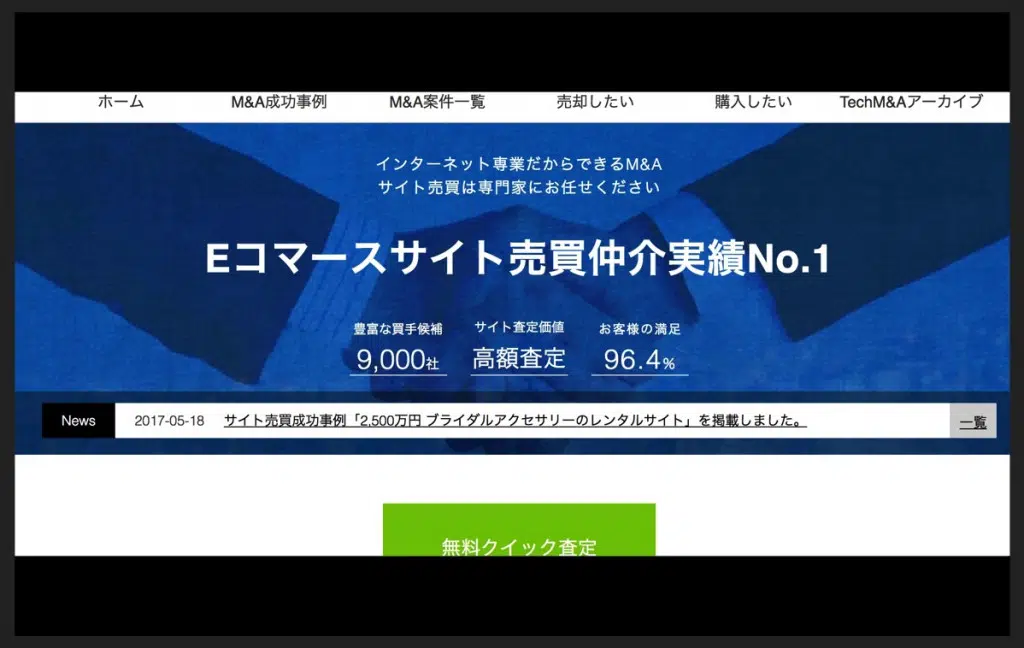 ホーム M&A成功事例 M&A案件一覧 売却したい 購入したい TechM&Aアーカイブ
インターネット専業だからできるM&A
サイト売買は専門家にお任せください
Eコマースサイト売買仲介実績No.1
豊富な買手候補 サイト査定価値 お客様の満足
9,000社 高額査定 96.4%
News 2017-05-18 サイト売買成功事例「2,500万円 ブライダルアクセサリーのレンタルサイト」を掲載しました。 一覧
無料クイック査定